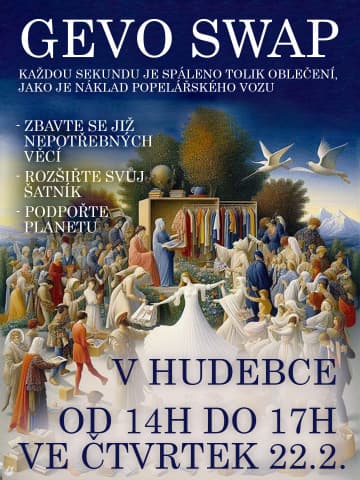 GEVO SWAP
KAŽDOU SEKUNDU JE SPÁLENO TOLIK OBLEČENÍ,
JAKO JE NÁKLAD POPELÁŘSKÉHO VOZU
- ZBAVTE SE JIŽ
NEPOTŘEBNÝCH
VĚCÍ
- ROZŠIŘTE SVŮJ
ŠATNÍK
- PODPOŘTE
PLANETU
V HUDEBCE
OD 14H DO 17H
VE ČTVRTEK 22.2.